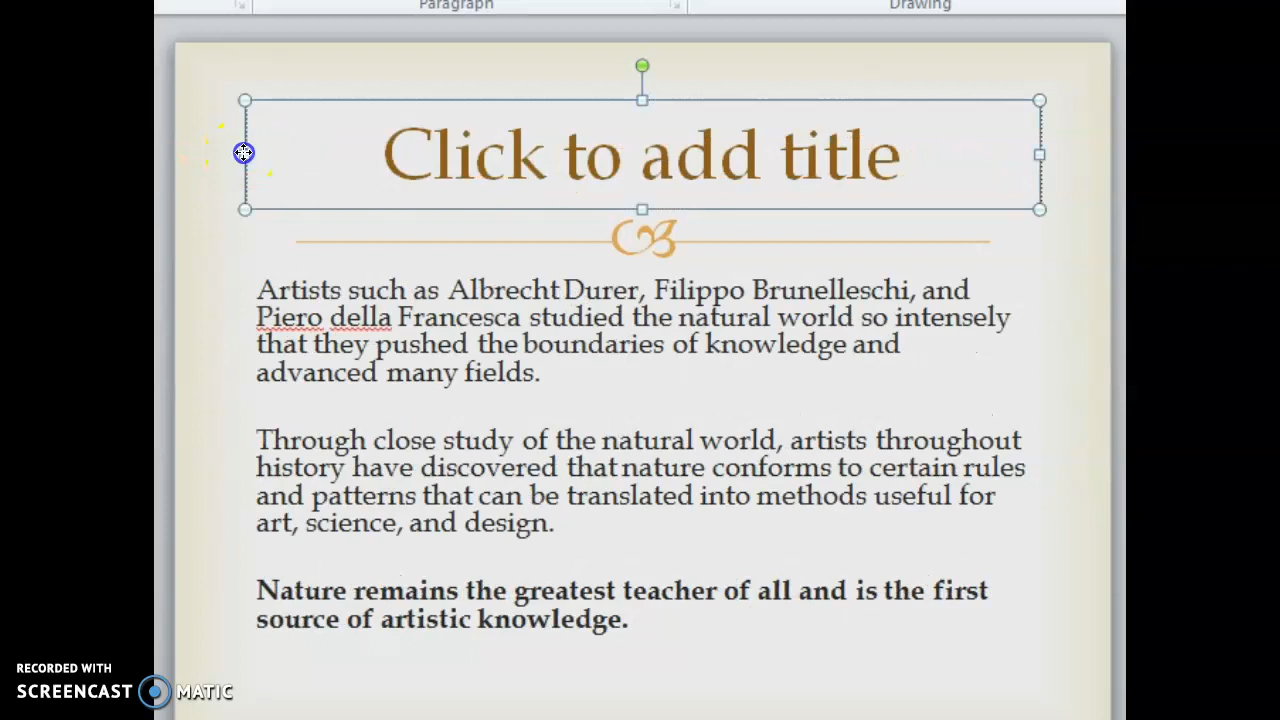 Paragraph
Drawing
Click to add title
Artists such as Albrecht Durer, Filippo Brunelleschi, and
Piero della Francesca studied the natural world so intensely
that they pushed the boundaries of knowledge and
advanced many fields.
Through close study of the natural world, artists throughout
history have discovered that nature conforms to certain rules
and patterns that can be translated into methods useful for
art, science, and design.
Nature remains the greatest teacher of all and is the first
source of artistic knowledge.
RECORDED WITH
SCREENCAST MATIC